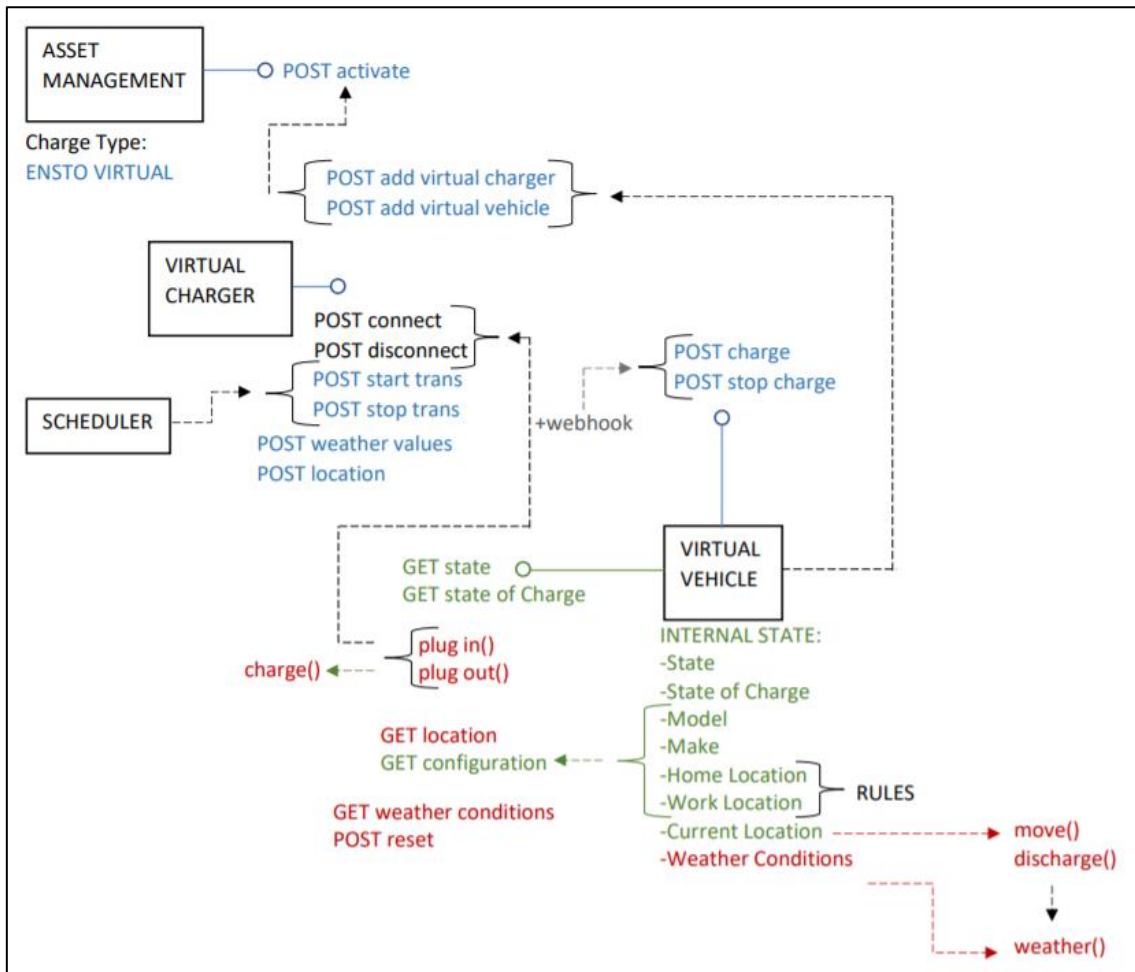 ASSET
MANAGEMENT
POST activate
Charge Type:
ENSTO VIRTUAL
POST add virtual charger
POST add virtual vehicle
VIRTUAL
CHARGER
POST connect
POST disconnect
POST start trans
POST stop trans
SCHEDULER
POST weather values
POST location
POST charge
POST stop charge
+webhook
VIRTUAL
VEHICLE
GET state
GET state of Charge
INTERNAL STATE:
-State
-State of Charge
-Model
-Make
-Home Location
-Work Location
-Current Location
-Weather Conditions
RULES
plug in()
plug out()
charge()
GET location
GET configuration
GET weather conditions
POST reset
move()
discharge()
weather()